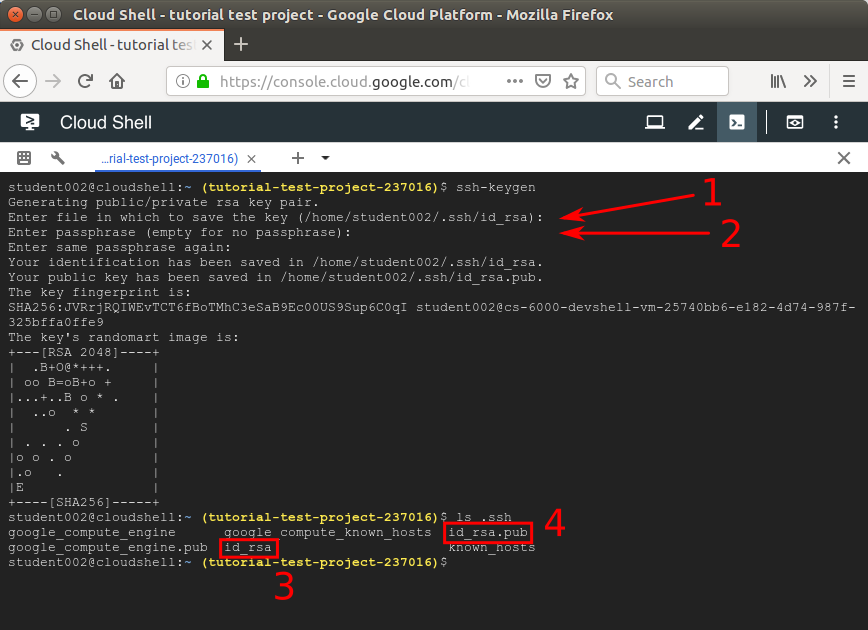 Cloud Shell - tutorial test project - Google Cloud Platform - Mozilla Firefox
Cloud Shell - tutorial tes
https://console.cloud.google.com/cl
Search
Cloud Shell
...rial-test-project-237016)
student002@cloudshell:~ (tutorial-test-project-237016)$ ssh-keygen
Generating public/private rsa key pair.
Enter file in which to save the key (/home/student002/.ssh/id_rsa):
1
Enter passphrase (empty for no passphrase):
2
Enter same passphrase again:
Your identification has been saved in /home/student002/.ssh/id_rsa.
Your public key has been saved in /home/student002/.ssh/id_rsa.pub.
The key fingerprint is:
SHA256:JVRrjRQIWEvTCT6fBoTMhC3eSaB9Ec00US9Sup6C0qI student002@cs-6000-devshell-vm-25740bb6-e182-4d74-987f-
325bffa0ffe9
The key's randomart image is:
+---[RSA 2048]----+
|  .B+O@*+++.     |
| oo B=oB+o +     |
|...+..B o * .    |
|  ..o  * *       |
|      . S        |
| . . . o         |
|o o . o          |
|.o   .           |
|E                |
+----[SHA256]-----+
student002@cloudshell:~ (tutorial-test-project-237016)$ ls .ssh
google_compute_engine      google_compute_known_hosts  id_rsa.pub
4
google_compute_engine.pub  id_rsa                      known_hosts
student002@cloudshell:~ (tutorial-test-project-237016)$
3